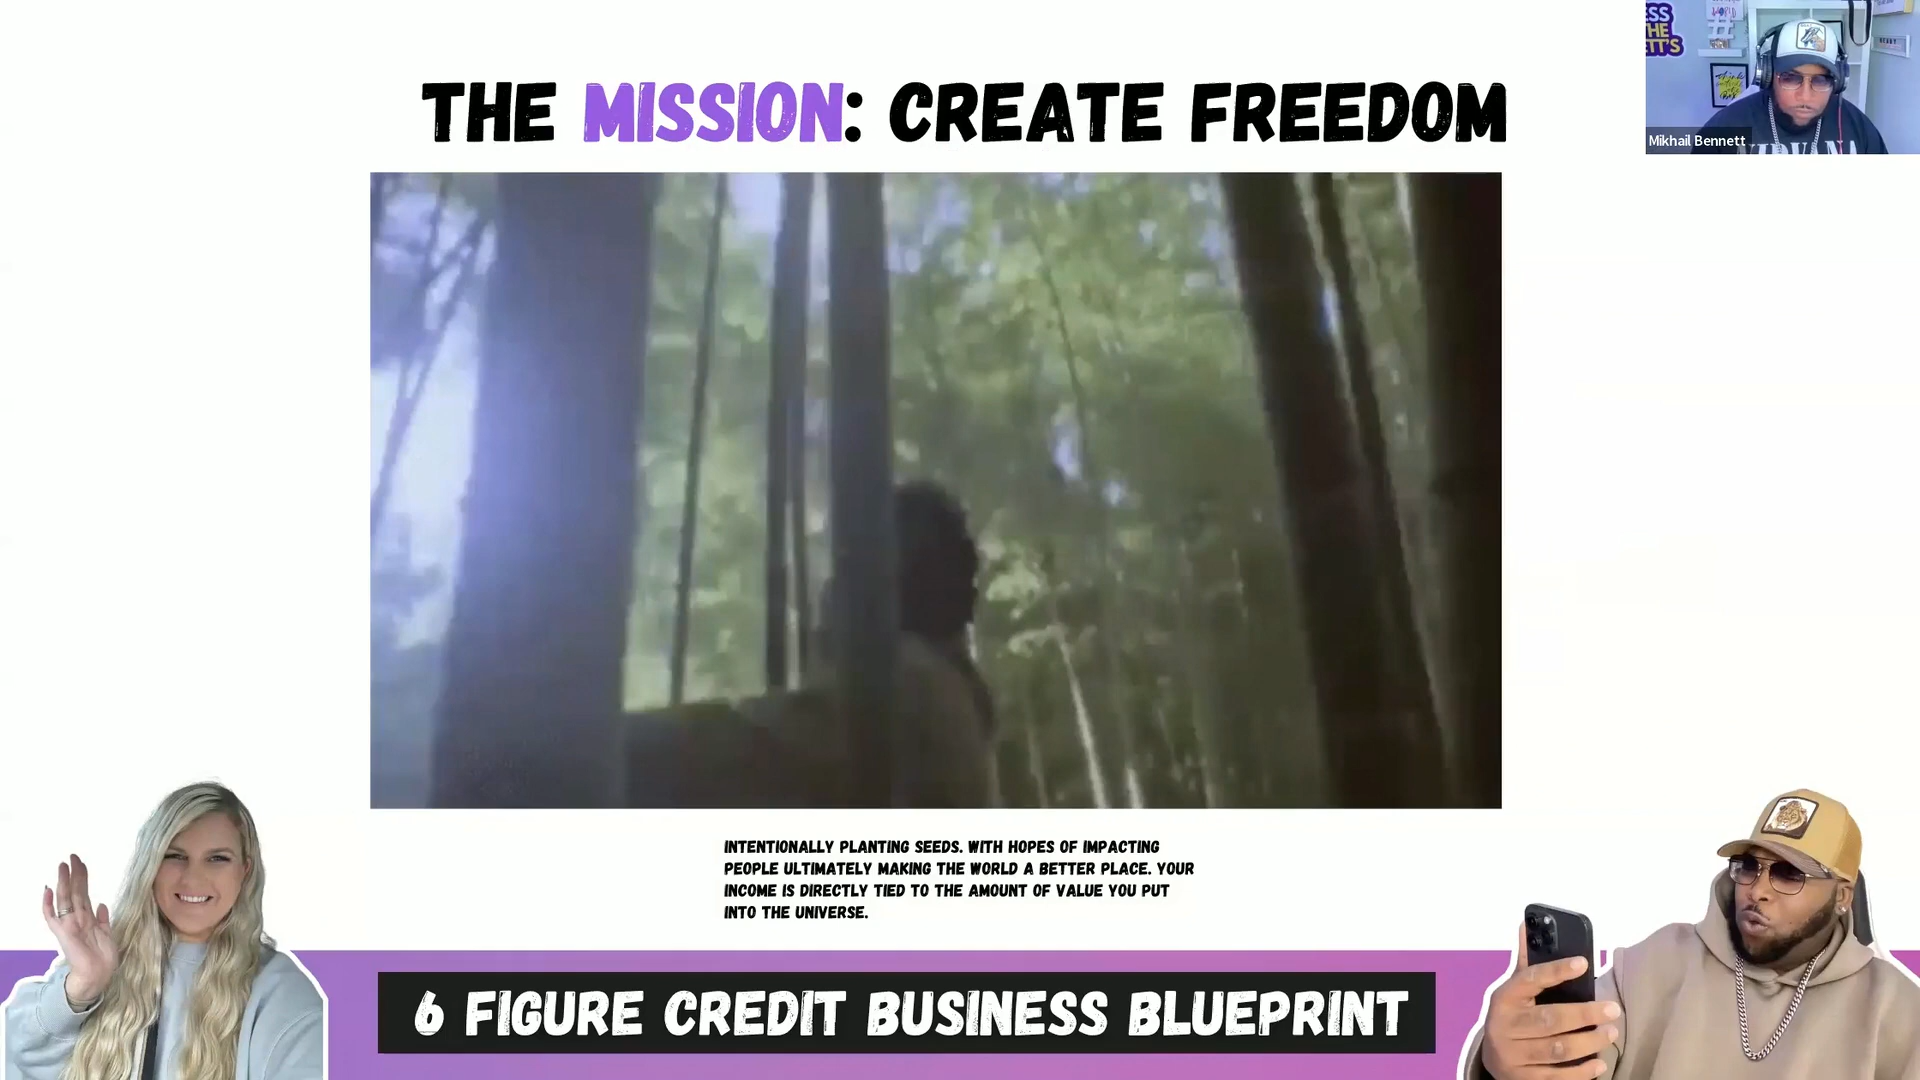 THE MISSION: CREATE FREEDOM
Mikhail Bennett
INTENTIONALLY PLANTING SEEDS. WITH HOPES OF IMPACTING
PEOPLE ULTIMATELY MAKING THE WORLD A BETTER PLACE. YOUR
INCOME IS DIRECTLY TIED TO THE AMOUNT OF VALUE YOU PUT
INTO THE UNIVERSE.
6 FIGURE CREDIT BUSINESS BLUEPRINT